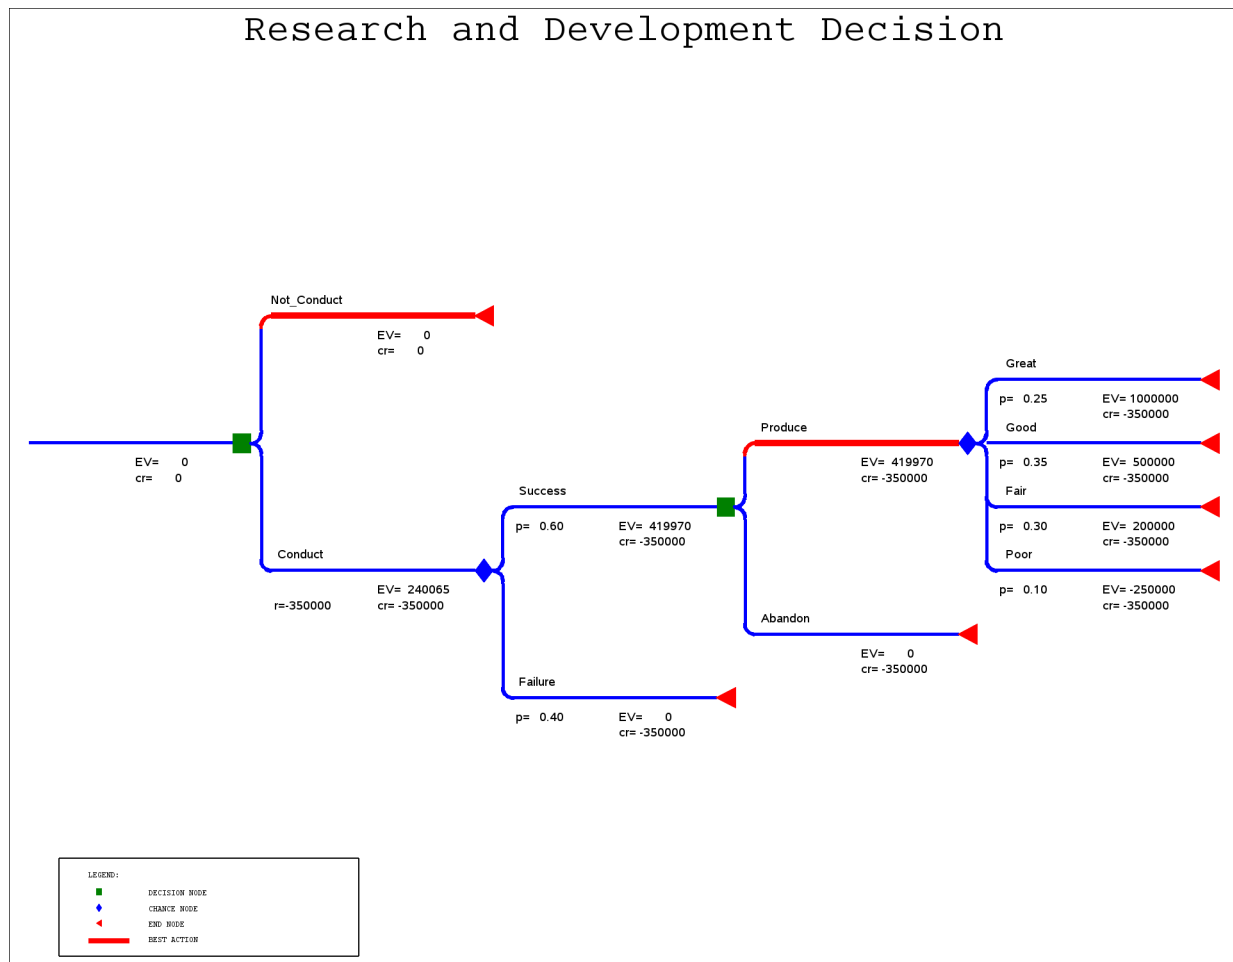 Research and Development Decision
Not_Conduct
EV= 0
cr= 0
Great
p= 0.25 EV= 1000000
cr= -350000
Produce Good
EV= 0
cr= 0
EV= 419970
cr= -350000
p= 0.35 EV= 500000
cr= -350000
Success Fair
p= 0.60 EV= 419970
cr= -350000
p= 0.30 EV= 200000
cr= -350000
Conduct Poor
EV= 240065
r=-350000 cr= -350000
p= 0.10 EV= -250000
cr= -350000
Abandon
EV= 0
cr= -350000
Failure
p= 0.40 EV= 0
cr= -350000
LEGEND:
DECISION NODE
CHANCE NODE
END NODE
BEST ACTION